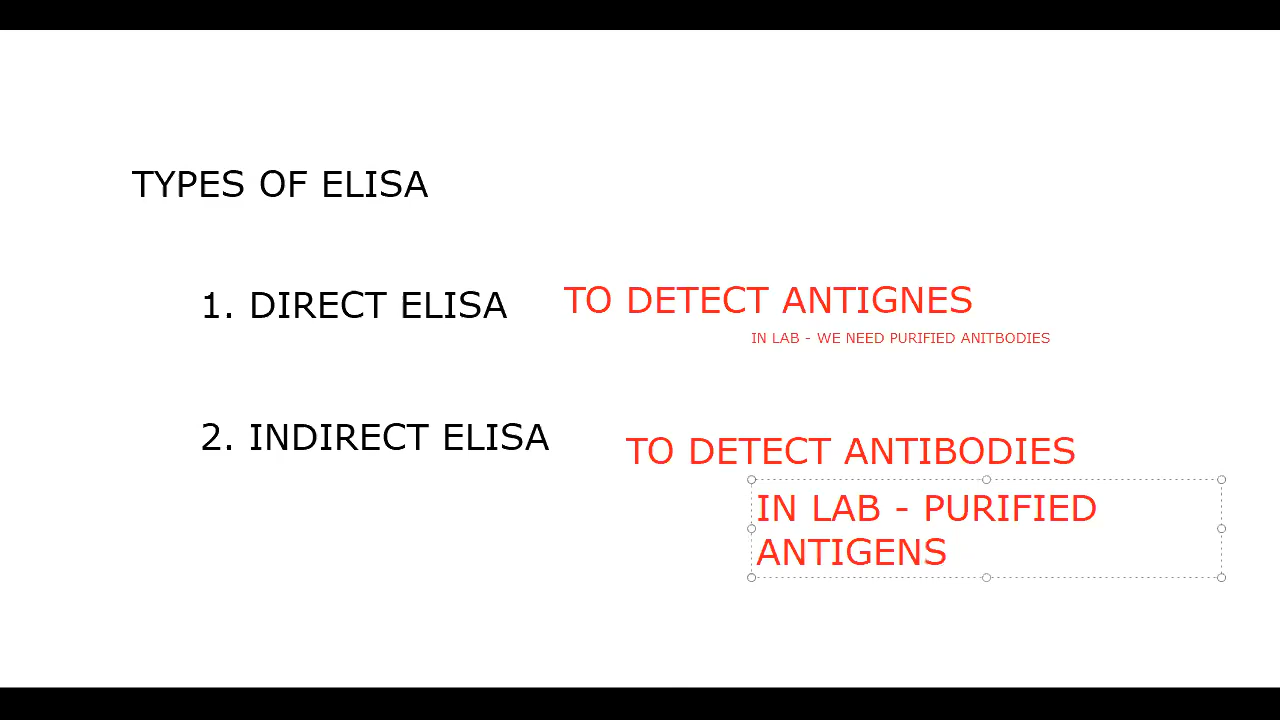 TYPES OF ELISA
1. DIRECT ELISA
TO DETECT ANTIGNES
IN LAB - WE NEED PURIFIED ANITBODIES
2. INDIRECT ELISA
TO DETECT ANTIBODIES
IN LAB - PURIFIED
ANTIGENS